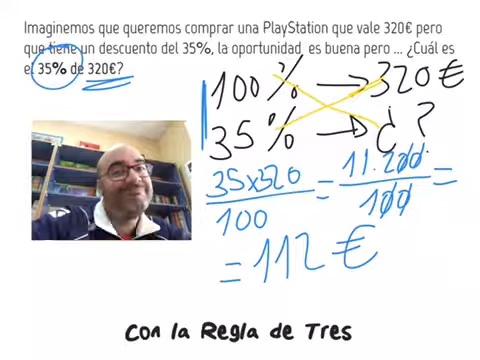 Imaginemos que queremos comprar una PlayStation que vale 320€ pero
que tiene un descuento del 35%, la oportunidad es buena pero ... ¿Cuál es
el 35% de 320€?
100% → 320€
35% → ¿?
35x320 / 100 = 11.200 / 100 =
= 112 €
Con la Regla de Tres